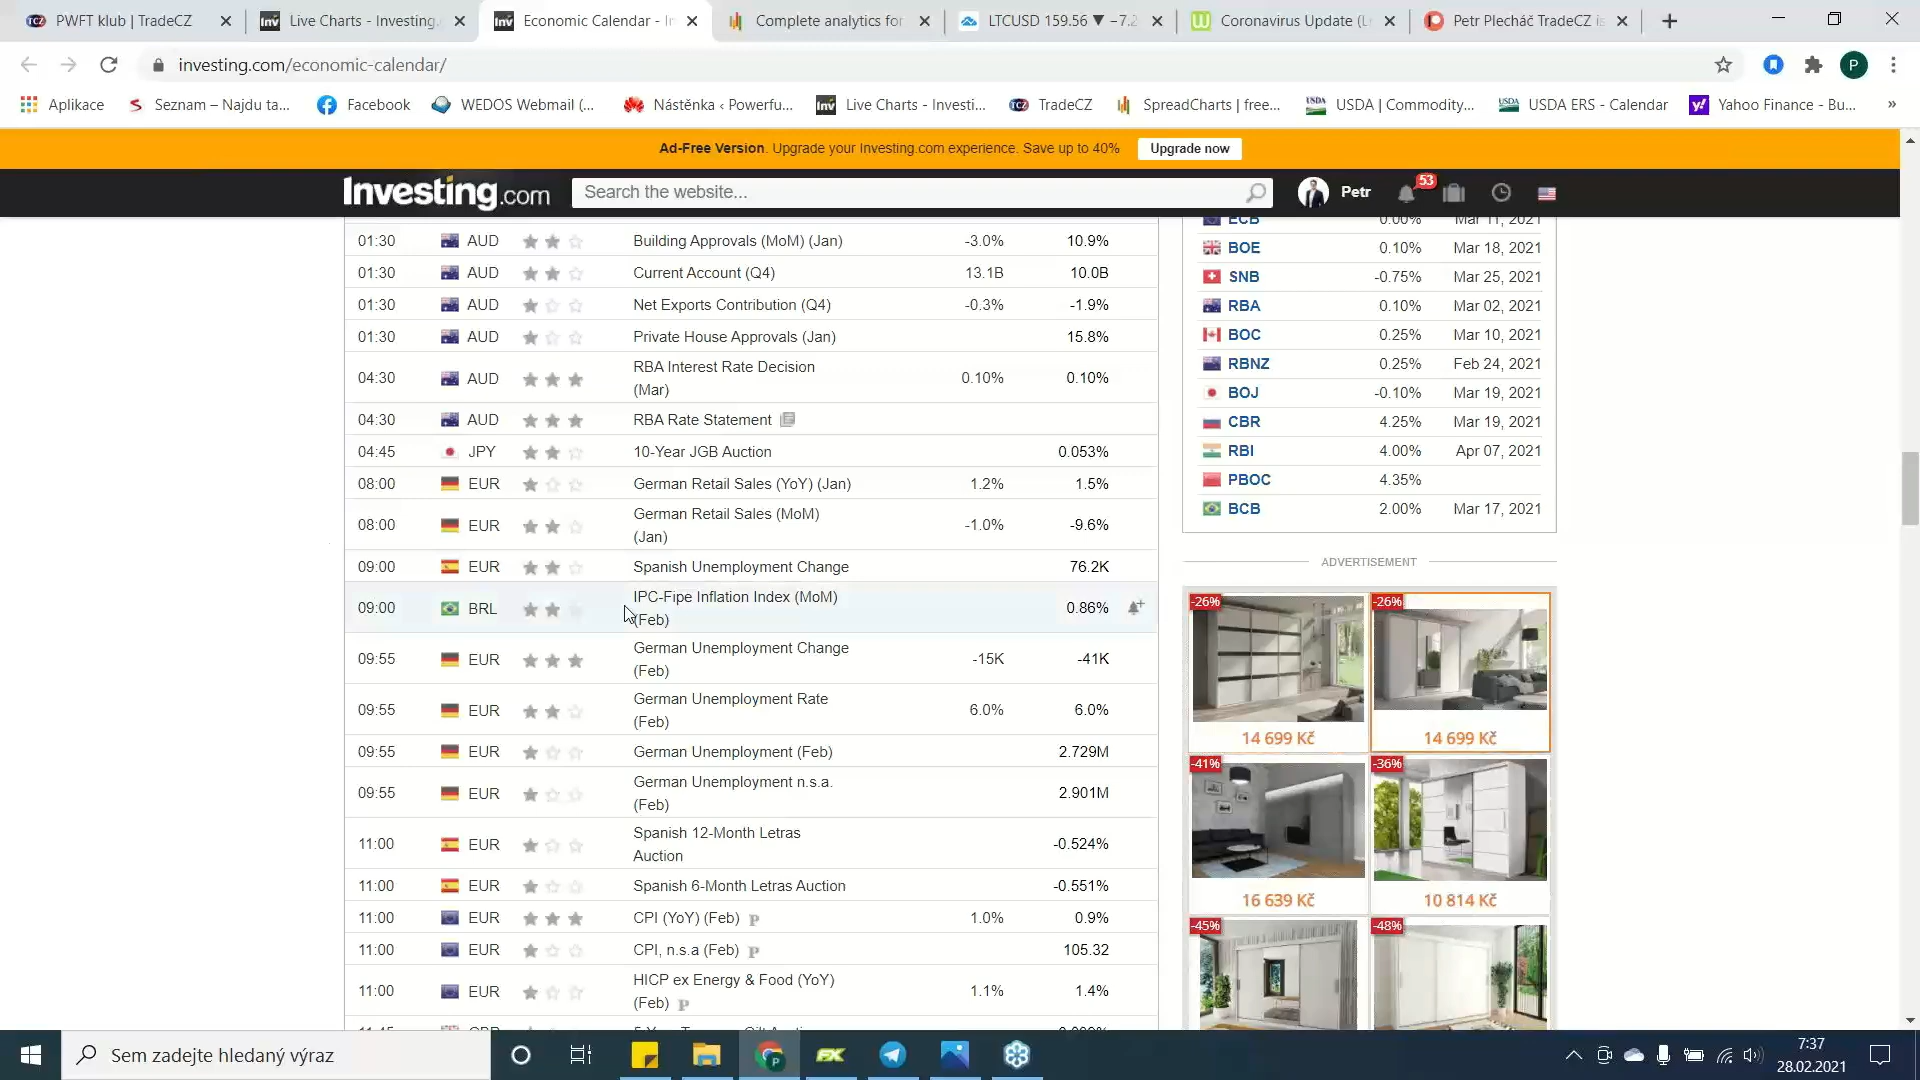 PWFT klub | TradeCZ
Live Charts - Investing.
Economic Calendar - In
Complete analytics for
LTCUSD 159.56 ▼ −7.2
Coronavirus Update (Li
Petr Plecháč TradeCZ is
investing.com/economic-calendar/
P
Aplikace
Seznam – Najdu ta...
Facebook
WEDOS Webmail (...
Nástěnka ‹ Powerfu...
Live Charts - Investi...
TradeCZ
SpreadCharts | free...
USDA | Commodity...
USDA ERS - Calendar
Yahoo Finance - Bu...
»
Ad-Free Version. Upgrade your Investing.com experience. Save up to 40%
Upgrade now
Investing.com
Search the website...
Petr
53
01:30 AUD Building Approvals (MoM) (Jan) -3.0% 10.9%
01:30 AUD Current Account (Q4) 13.1B 10.0B
01:30 AUD Net Exports Contribution (Q4) -0.3% -1.9%
01:30 AUD Private House Approvals (Jan) 15.8%
04:30 AUD RBA Interest Rate Decision 0.10% 0.10%
(Mar)
04:30 AUD RBA Rate Statement
04:45 JPY 10-Year JGB Auction 0.053%
08:00 EUR German Retail Sales (YoY) (Jan) 1.2% 1.5%
08:00 EUR German Retail Sales (MoM) -1.0% -9.6%
(Jan)
09:00 EUR Spanish Unemployment Change 76.2K
09:00 BRL IPC-Fipe Inflation Index (MoM) 0.86%
(Feb)
09:55 EUR German Unemployment Change -15K -41K
(Feb)
09:55 EUR German Unemployment Rate 6.0% 6.0%
(Feb)
09:55 EUR German Unemployment (Feb) 2.729M
09:55 EUR German Unemployment n.s.a. 2.901M
(Feb)
11:00 EUR Spanish 12-Month Letras -0.524%
Auction
11:00 EUR Spanish 6-Month Letras Auction -0.551%
11:00 EUR CPI (YoY) (Feb) P 1.0% 0.9%
11:00 EUR CPI, n.s.a (Feb) P 105.32
11:00 EUR HICP ex Energy & Food (YoY) 1.1% 1.4%
(Feb) P
ECB 0.00% Mar 11, 2021
BOE 0.10% Mar 18, 2021
SNB -0.75% Mar 25, 2021
RBA 0.10% Mar 02, 2021
BOC 0.25% Mar 10, 2021
RBNZ 0.25% Feb 24, 2021
BOJ -0.10% Mar 19, 2021
CBR 4.25% Mar 19, 2021
RBI 4.00% Apr 07, 2021
PBOC 4.35%
BCB 2.00% Mar 17, 2021
ADVERTISEMENT
-26% -26%
14 699 Kč 14 699 Kč
-41% -36%
16 639 Kč 10 814 Kč
-45% -48%
Sem zadejte hledaný výraz
7:37
28.02.2021